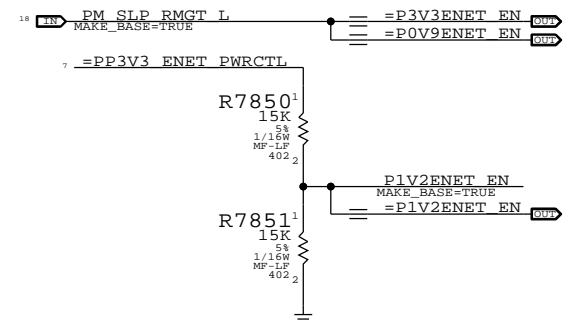 18 IN PM_SLP_RMGT_L =P3V3ENET_EN OUT
MAKE_BASE=TRUE
=P0V9ENET_EN OUT
7 =PP3V3_ENET_PWRCTL
R7850 1
15K
5%
1/16W
MF-LF
402 2
P1V2ENET_EN
MAKE_BASE=TRUE
=P1V2ENET_EN OUT
R7851 1
15K
5%
1/16W
MF-LF
402 2